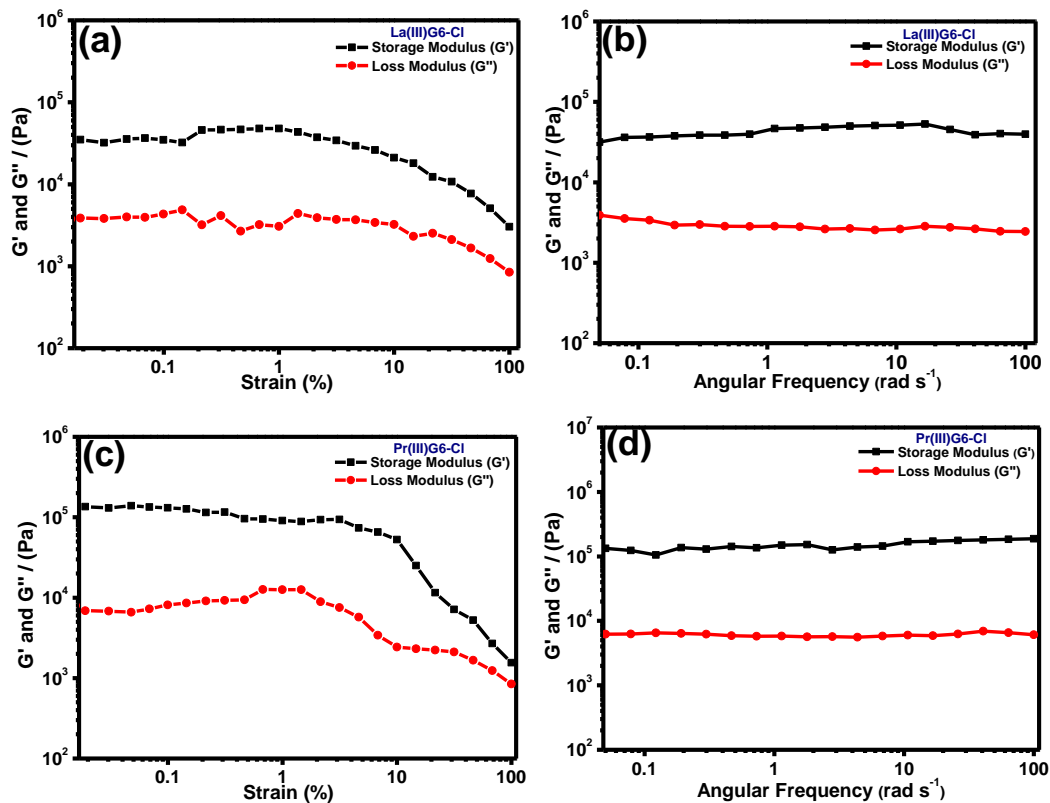 (a)
La(III)G6-Cl
Storage Modulus (G')
Loss Modulus (G'')
10⁶
10⁵
10⁴
10³
10²
G' and G'' / (Pa)
0.1 1 10 100
Strain (%)
(b)
La(III)G6-Cl
Storage Modulus (G')
Loss Modulus (G'')
10⁶
10⁵
10⁴
10³
10²
G' and G'' / (Pa)
0.1 1 10 100
Angular Frequency (rad s⁻¹)
(c)
Pr(III)G6-Cl
Storage Modulus (G')
Loss Modulus (G'')
10⁶
10⁵
10⁴
10³
10²
G' and G'' / (Pa)
0.1 1 10 100
Strain (%)
(d)
Pr(III)G6-Cl
Storage Modulus (G')
Loss Modulus (G'')
10⁷
10⁶
10⁵
10⁴
10³
10²
G' and G'' / (Pa)
0.1 1 10 100
Angular Frequency (rad s⁻¹)